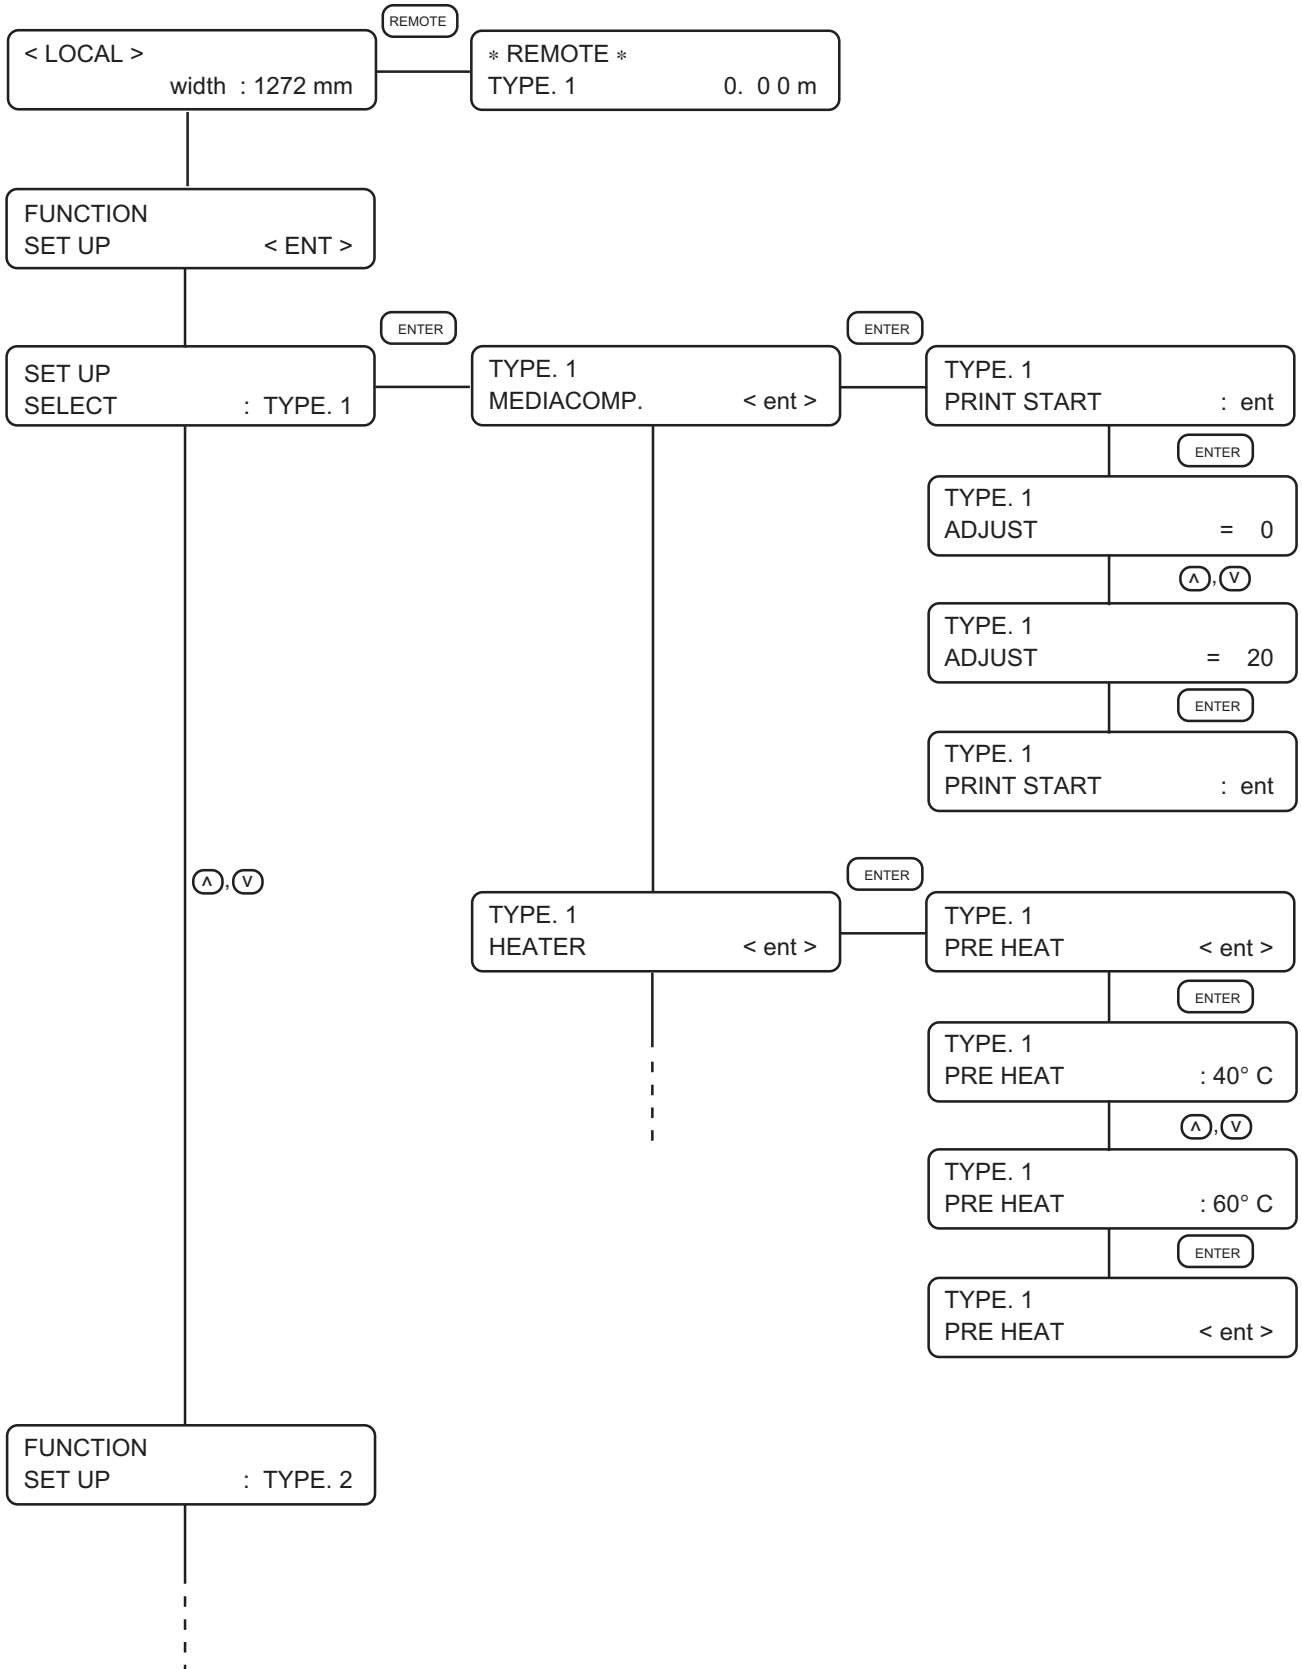 REMOTE
< LOCAL >
width : 1272 mm
* REMOTE *
TYPE. 1 0. 0 0 m
FUNCTION
SET UP < ENT >
ENTER
ENTER
SET UP
SELECT : TYPE. 1
TYPE. 1
MEDIACOMP. < ent >
TYPE. 1
PRINT START : ent
ENTER
TYPE. 1
ADJUST = 0
∧, ∨
TYPE. 1
ADJUST = 20
ENTER
TYPE. 1
PRINT START : ent
∧, ∨
ENTER
TYPE. 1
HEATER < ent >
TYPE. 1
PRE HEAT < ent >
ENTER
TYPE. 1
PRE HEAT : 40° C
∧, ∨
TYPE. 1
PRE HEAT : 60° C
ENTER
TYPE. 1
PRE HEAT < ent >
FUNCTION
SET UP : TYPE. 2